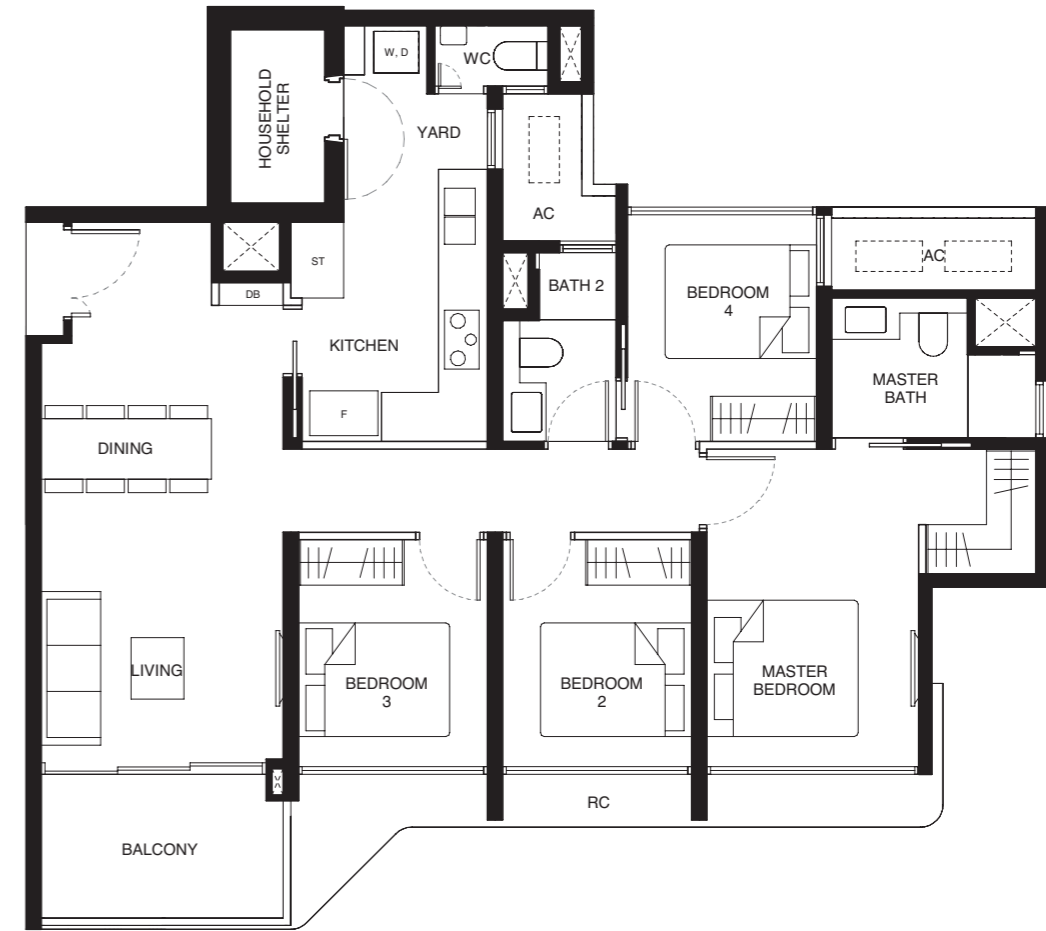 W, D
WC
HOUSEHOLD
SHELTER
YARD
AC
ST
DB
BATH 2
BEDROOM
4
AC
KITCHEN
MASTER
BATH
F
DINING
LIVING
BEDROOM
3
BEDROOM
2
MASTER
BEDROOM
RC
BALCONY